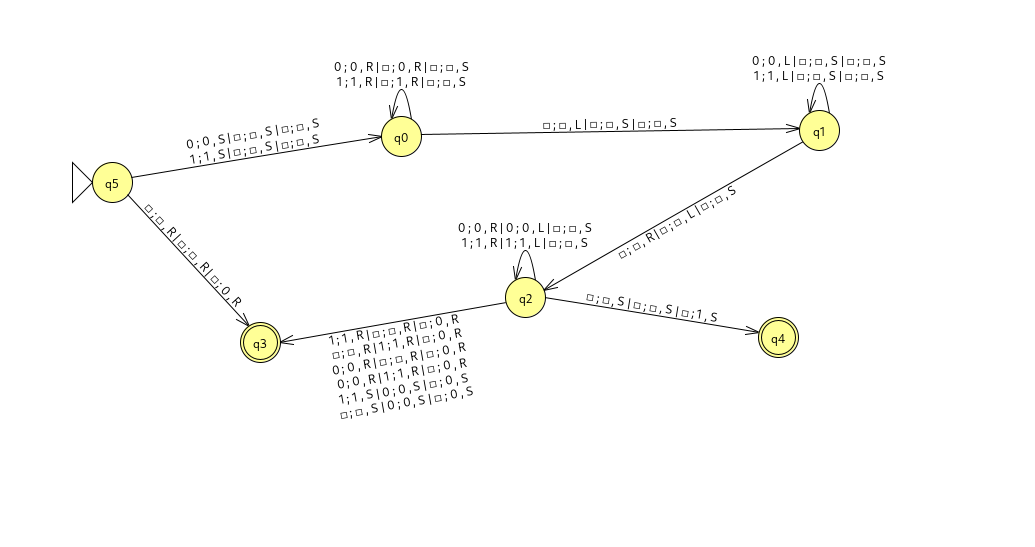 0;0,R|□;0,R|□;□,S
1;1,R|□;1,R|□;□,S
0;0,L|□;□,S|□;□,S
1;1,L|□;□,S|□;□,S
0;0,S|□;□,S|□;□,S
1;1,S|□;□,S|□;□,S
□;□,L|□;□,S|□;□,S
q0
q1
q5
□;□,R|□;□,R|□;0,R
□;□,R|□;□,L|□;□,S
0;0,R|0;0,L|□;□,S
1;1,R|1;1,L|□;□,S
q2
□;□,S|□;□,S|□;1,S
1;1,R|□;□,R|□;0,R
□;□,R|1;1,R|□;0,R
0;0,R|□;□,R|□;0,R
0;0,R|1;1,R|□;0,R
1;1,S|0;0,S|□;0,S
□;□,S|0;0,S|□;0,S
q3
q4